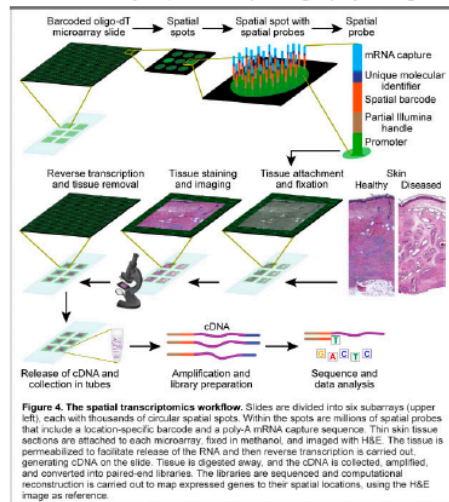 Barcoded oligo-dT microarray slide
Spatial spots
Spatial spot with spatial probes
Spatial probe
mRNA capture
Unique molecular identifier
Spatial barcode
Partial Illumina handle
Promoter
Reverse transcription and tissue removal
Tissue staining and imaging
Tissue attachment and fixation
Skin
Healthy Diseased
cDNA
T
G A C T C
Release of cDNA and collection in tubes
Amplification and library preparation
Sequence and data analysis
Figure 4. The spatial transcriptomics workflow. Slides are divided into six subarrays (upper
left), each with thousands of circular spatial spots. Within the spots are millions of spatial probes
that include a location-specific barcode and a poly-A mRNA capture sequence. Thin skin tissue
sections are attached to each microarray, fixed in methanol, and imaged with H&E. The tissue is
permeabilized to facilitate release of the RNA and then reverse transcription is carried out,
generating cDNA on the slide. Tissue is digested away, and the cDNA is collected, amplified,
and converted into paired-end libraries. The libraries are sequenced and computational
reconstruction is carried out to map expressed genes to their spatial locations, using the H&E
image as reference.